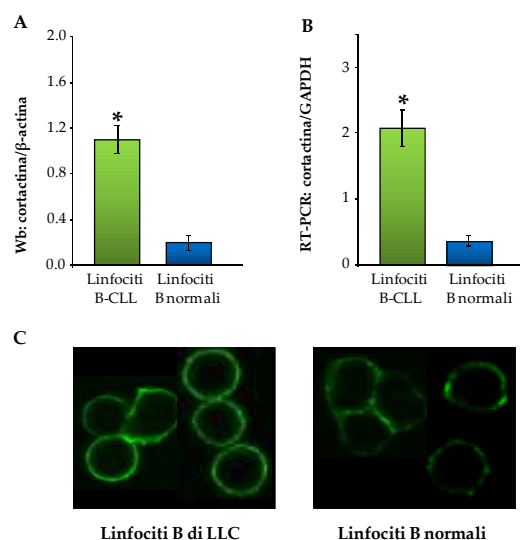 A
Wb: cortactina/β-actina
2.0
1.6
1.2
0.8
0.4
0.0
*
Linfociti
B-CLL
Linfociti
B normali
B
RT-PCR: cortactina/GAPDH
3
2
1
0
*
Linfociti
B-CLL
Linfociti
B normali
C
Linfociti B di LLC
Linfociti B normali